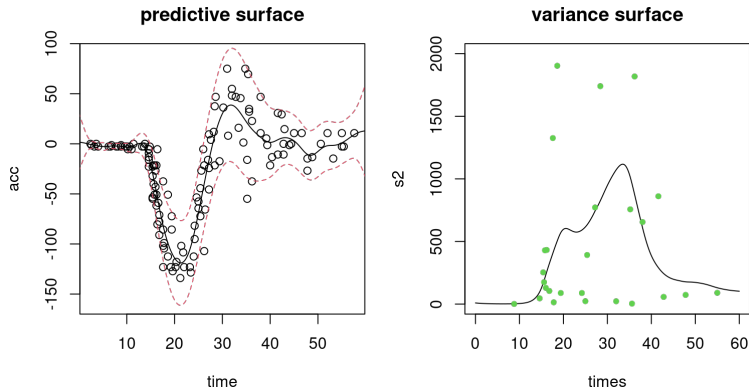 predictive surface
100
50
0
-50
-100
-150
acc
10 20 30 40 50
time
variance surface
2000
1500
1000
500
0
s2
0 10 20 30 40 50 60
times